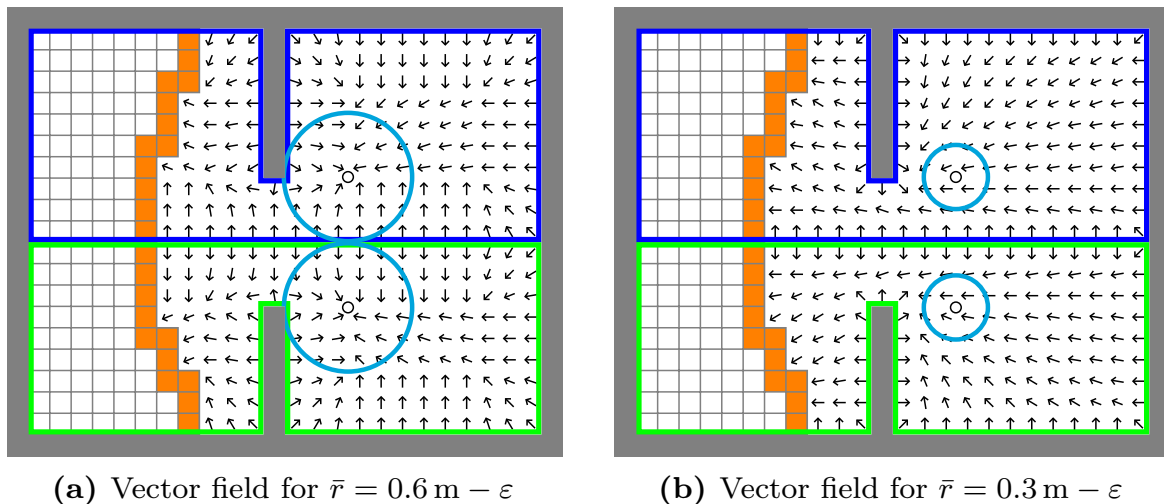 (a) Vector field for r̄ = 0.6 m − ε
(b) Vector field for r̄ = 0.3 m − ε